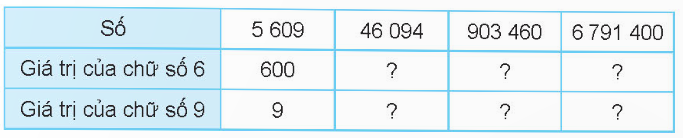 Số 5 609 46 094 903 460 6 791 400
Giá trị của chữ số 6 600 ? ? ?
Giá trị của chữ số 9 9 ? ? ?